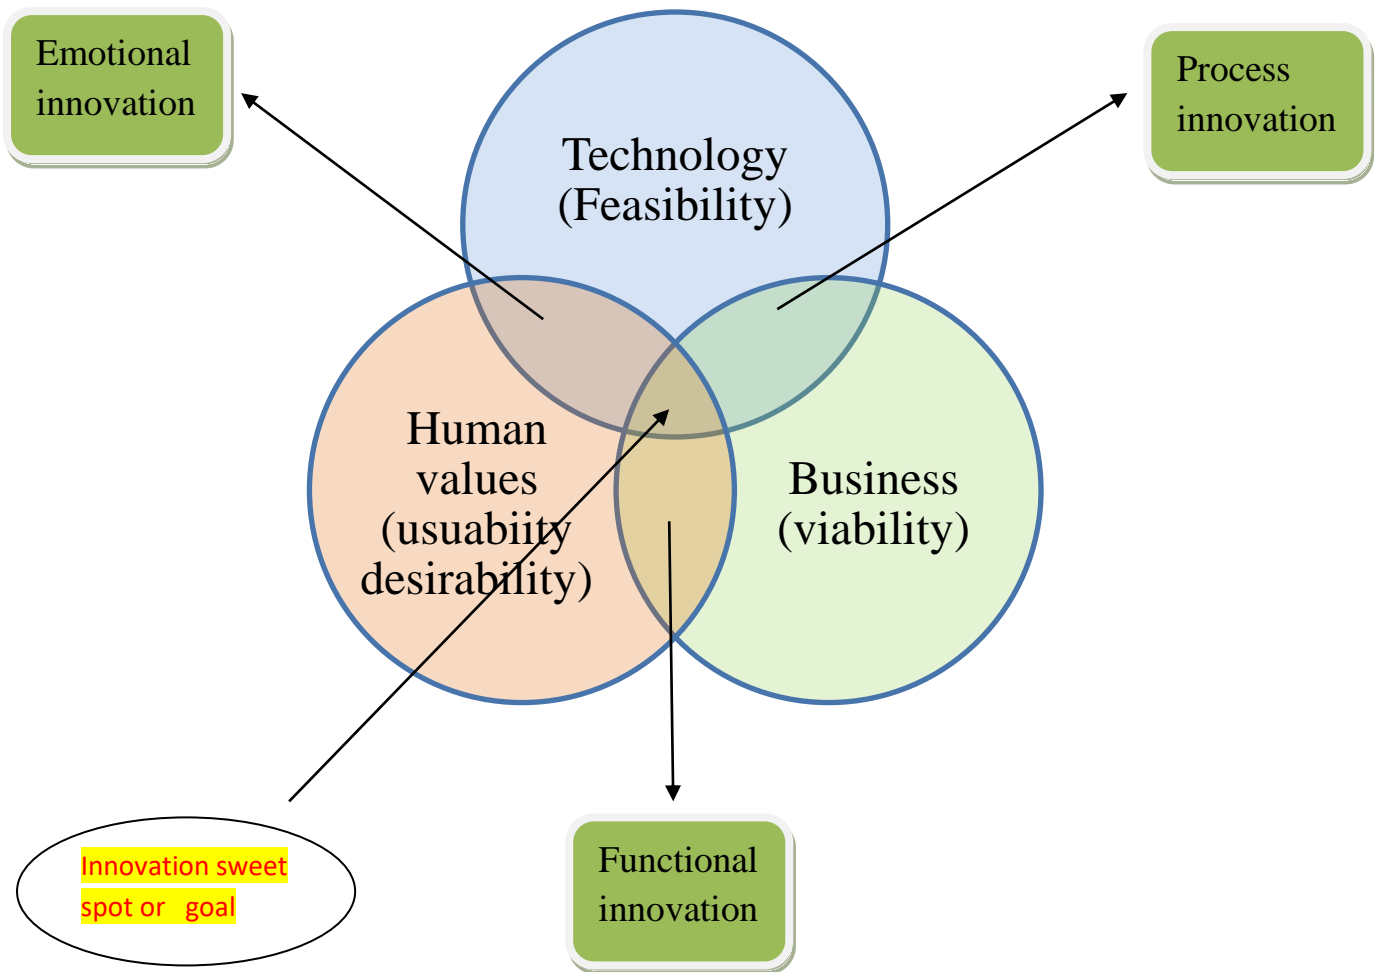 Emotional
innovation
Process
innovation
Technology
(Feasibility)
Human
values
(usuabiity
desirability)
Business
(viability)
Innovation sweet
spot or   goal
Functional
innovation